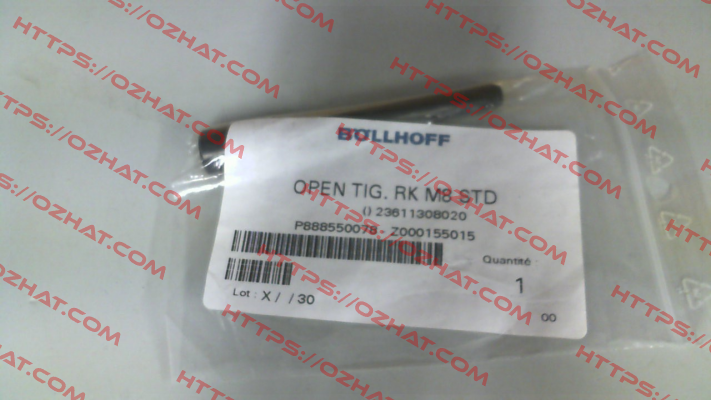 BÖLLHOFF
OPEN TIG. RK M8 STD
() 23611308020
P888550078 Z000155015
Quantité :
1
Lot : X / / 30
00
HTTPS://OZHAT.COM